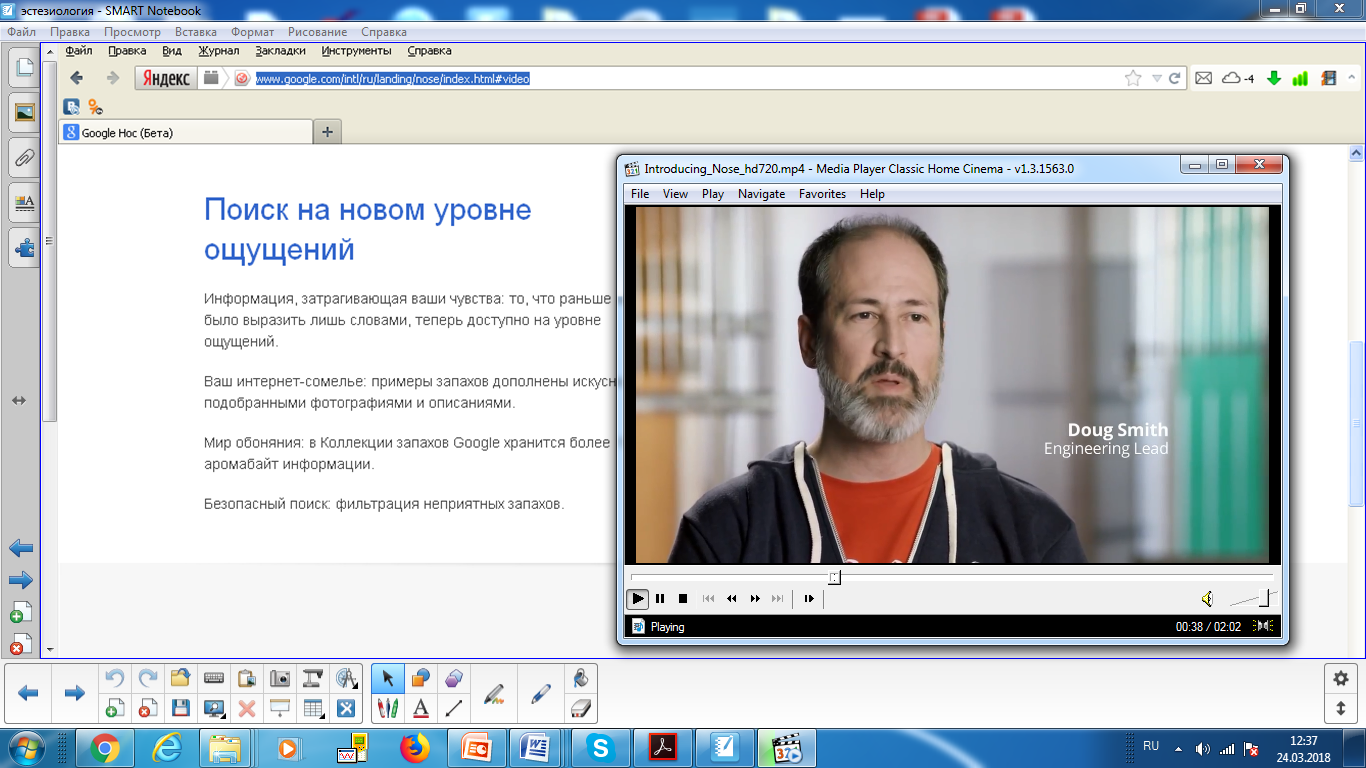 эстезиология - SMART Notebook
Файл Правка Просмотр Вставка Формат Рисование Справка
Файл Правка Вид Журнал Закладки Инструменты Справка
Яндекс www.google.com/intl/ru/landing/nose/index.html#video -4
Google Нос (Бета)
Поиск на новом уровне
ощущений
Информация, затрагивающая ваши чувства: то, что раньше
было выразить лишь словами, теперь доступно на уровне
ощущений.
Ваш интернет-сомелье: примеры запахов дополнены искусн
подобранными фотографиями и описаниями.
Мир обоняния: в Коллекции запахов Google хранится более
аромабайт информации.
Безопасный поиск: фильтрация неприятных запахов.
Introducing_Nose_hd720.mp4 - Media Player Classic Home Cinema - v1.3.1563.0
File View Play Navigate Favorites Help
Doug Smith
Engineering Lead
Playing 00:38 / 02:02
RU 12:37
24.03.2018